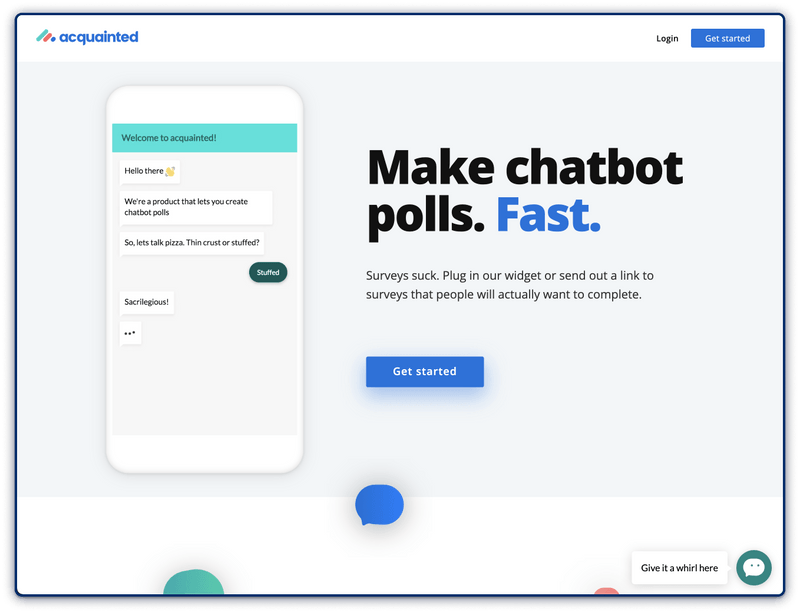 acquainted
Login
Get started
Welcome to acquainted!
Hello there 👋
We're a product that lets you create
chatbot polls
So, lets talk pizza. Thin crust or stuffed?
Stuffed
Sacrilegious!
Make chatbot
polls. Fast.
Surveys suck. Plug in our widget or send out a link to
surveys that people will actually want to complete.
Get started
Give it a whirl here